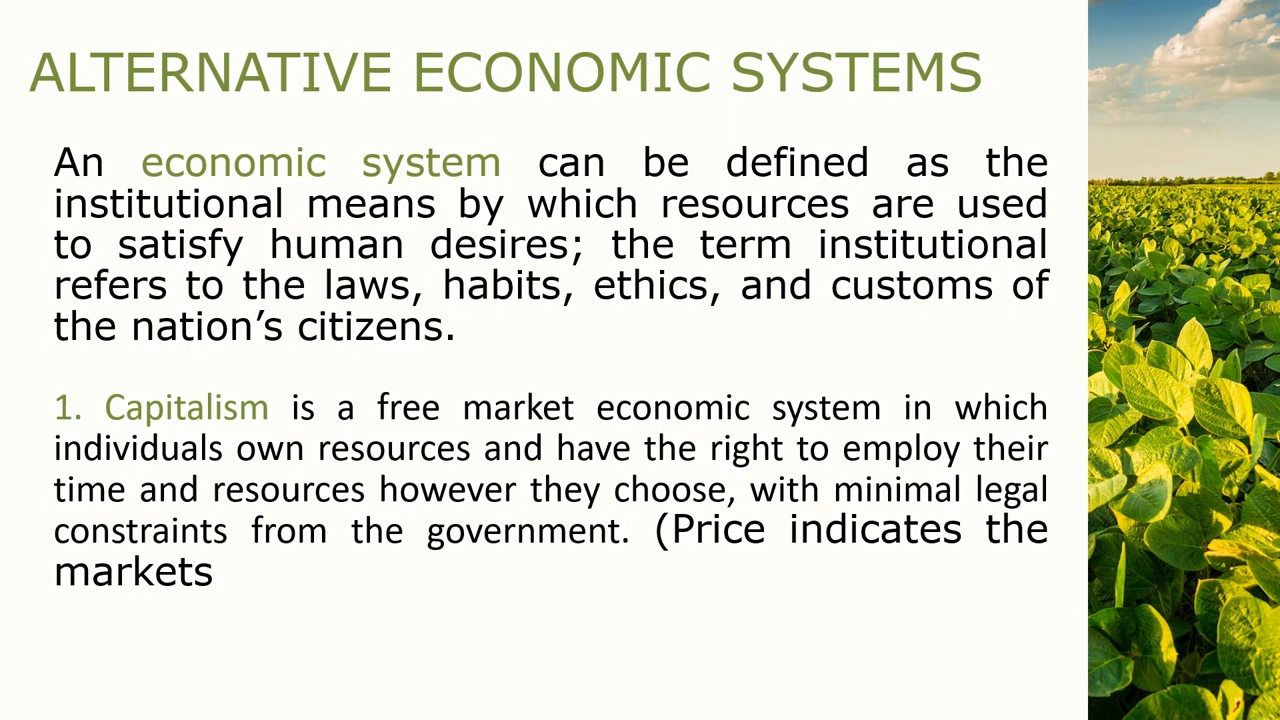 ALTERNATIVE ECONOMIC SYSTEMS
An economic system can be defined as the
institutional means by which resources are used
to satisfy human desires; the term institutional
refers to the laws, habits, ethics, and customs of
the nation’s citizens.
1. Capitalism is a free market economic system in which
individuals own resources and have the right to employ their
time and resources however they choose, with minimal legal
constraints from the government. (Price indicates the
markets